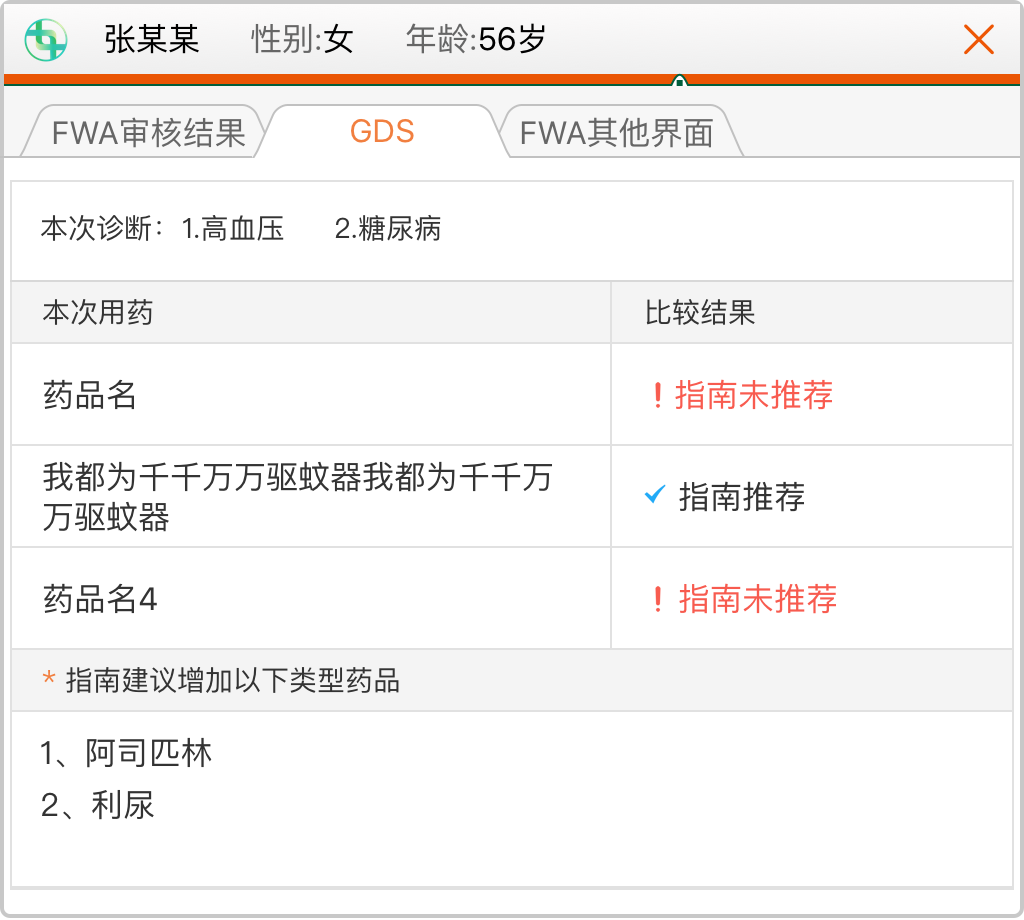 张某某 性别:女 年龄:56岁
FWA审核结果 GDS FWA其他界面
本次诊断：1.高血压 2.糖尿病
本次用药 比较结果
药品名 ！指南未推荐
我都为千千万万驱蚊器我都为千千万
万驱蚊器
指南推荐
药品名4 ！指南未推荐
* 指南建议增加以下类型药品
1、阿司匹林
2、利尿